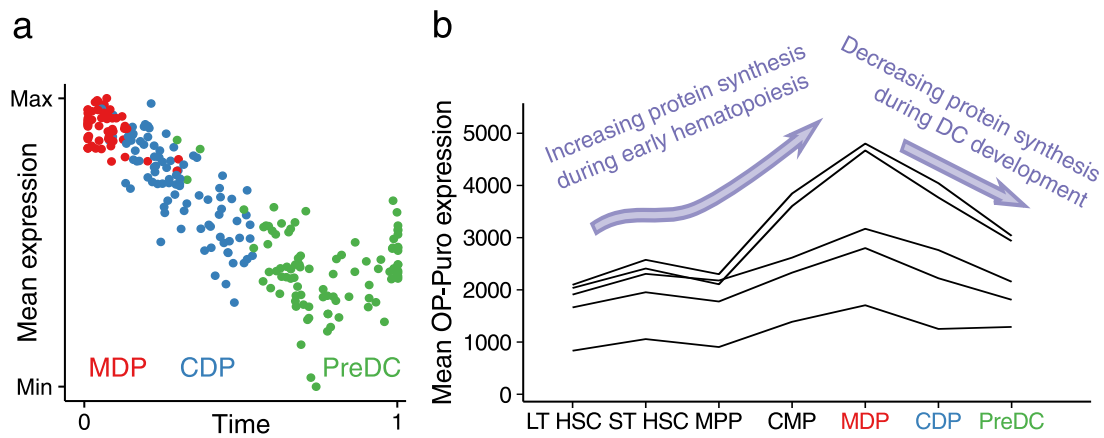 a
Max
Mean expression
Min
MDP
CDP
PreDC
0
Time
1
b
Increasing protein synthesis
during early hematopoiesis
Decreasing protein synthesis
during DC development
Mean OP-Puro expression
5000
4000
3000
2000
1000
0
LT HSC ST HSC MPP CMP MDP CDP PreDC